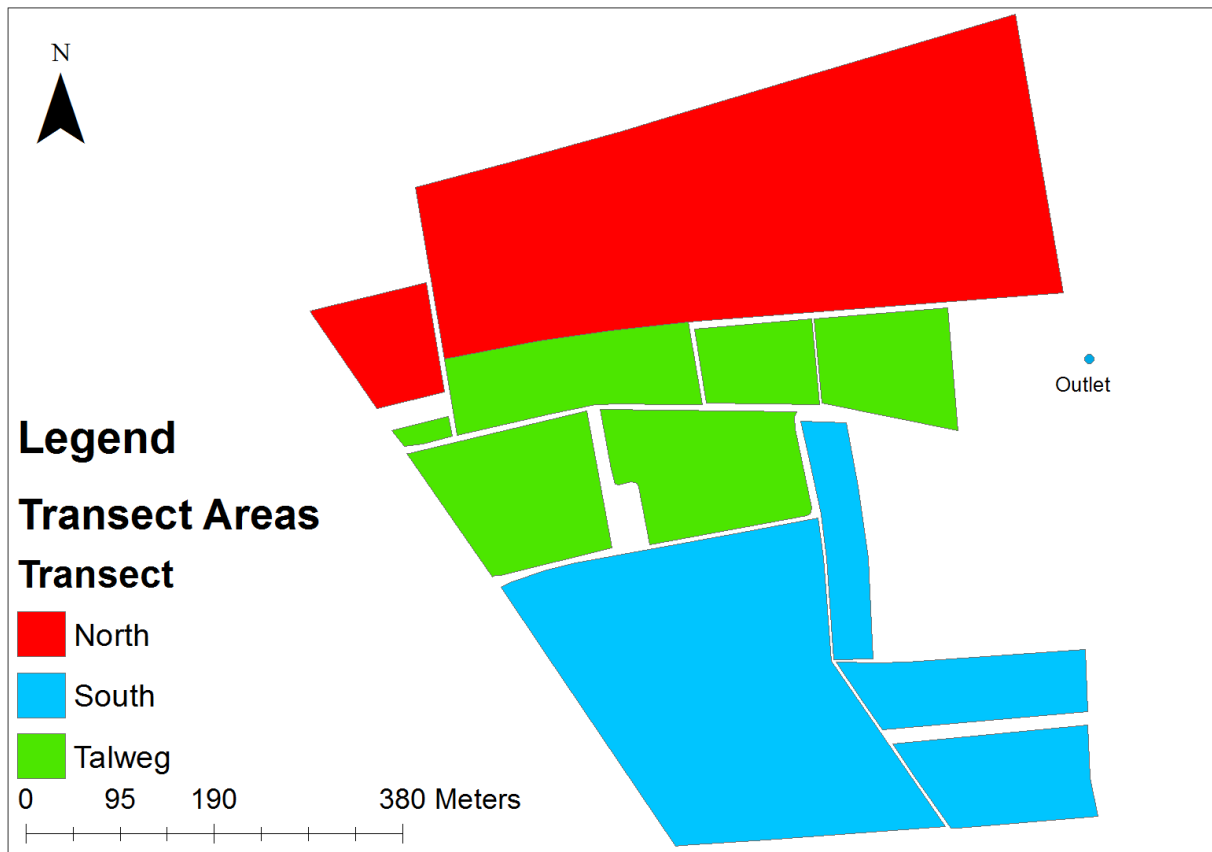 N
Outlet
Legend
Transect Areas
Transect
North
South
Talweg
0 95 190 380 Meters